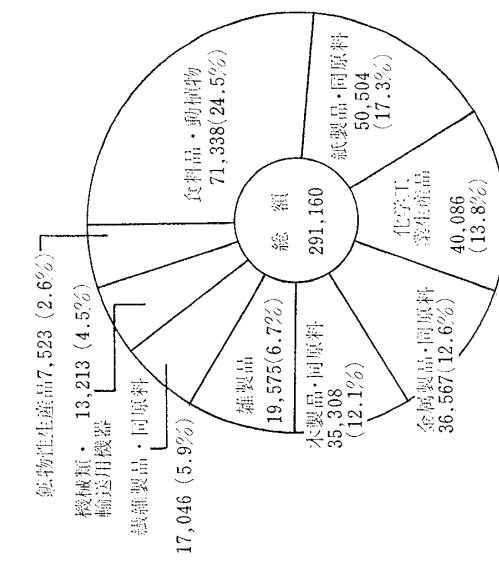 総額
291,160
食料品・動植物
71,338(24.5%)
紙製品・同原料
50,504
(17.3%)
化学工
業生産品
40,086
(13.8%)
金属製品・同原料
36,567(12.6%)
木製品・同原料
35,308
(12.1%)
雑製品
19,575(6.7%)
繊維製品・同原料
17,046(5.9%)
機械類・
輸送用機器
13,213(4.5%)
鉱物性生産品7,523(2.6%)